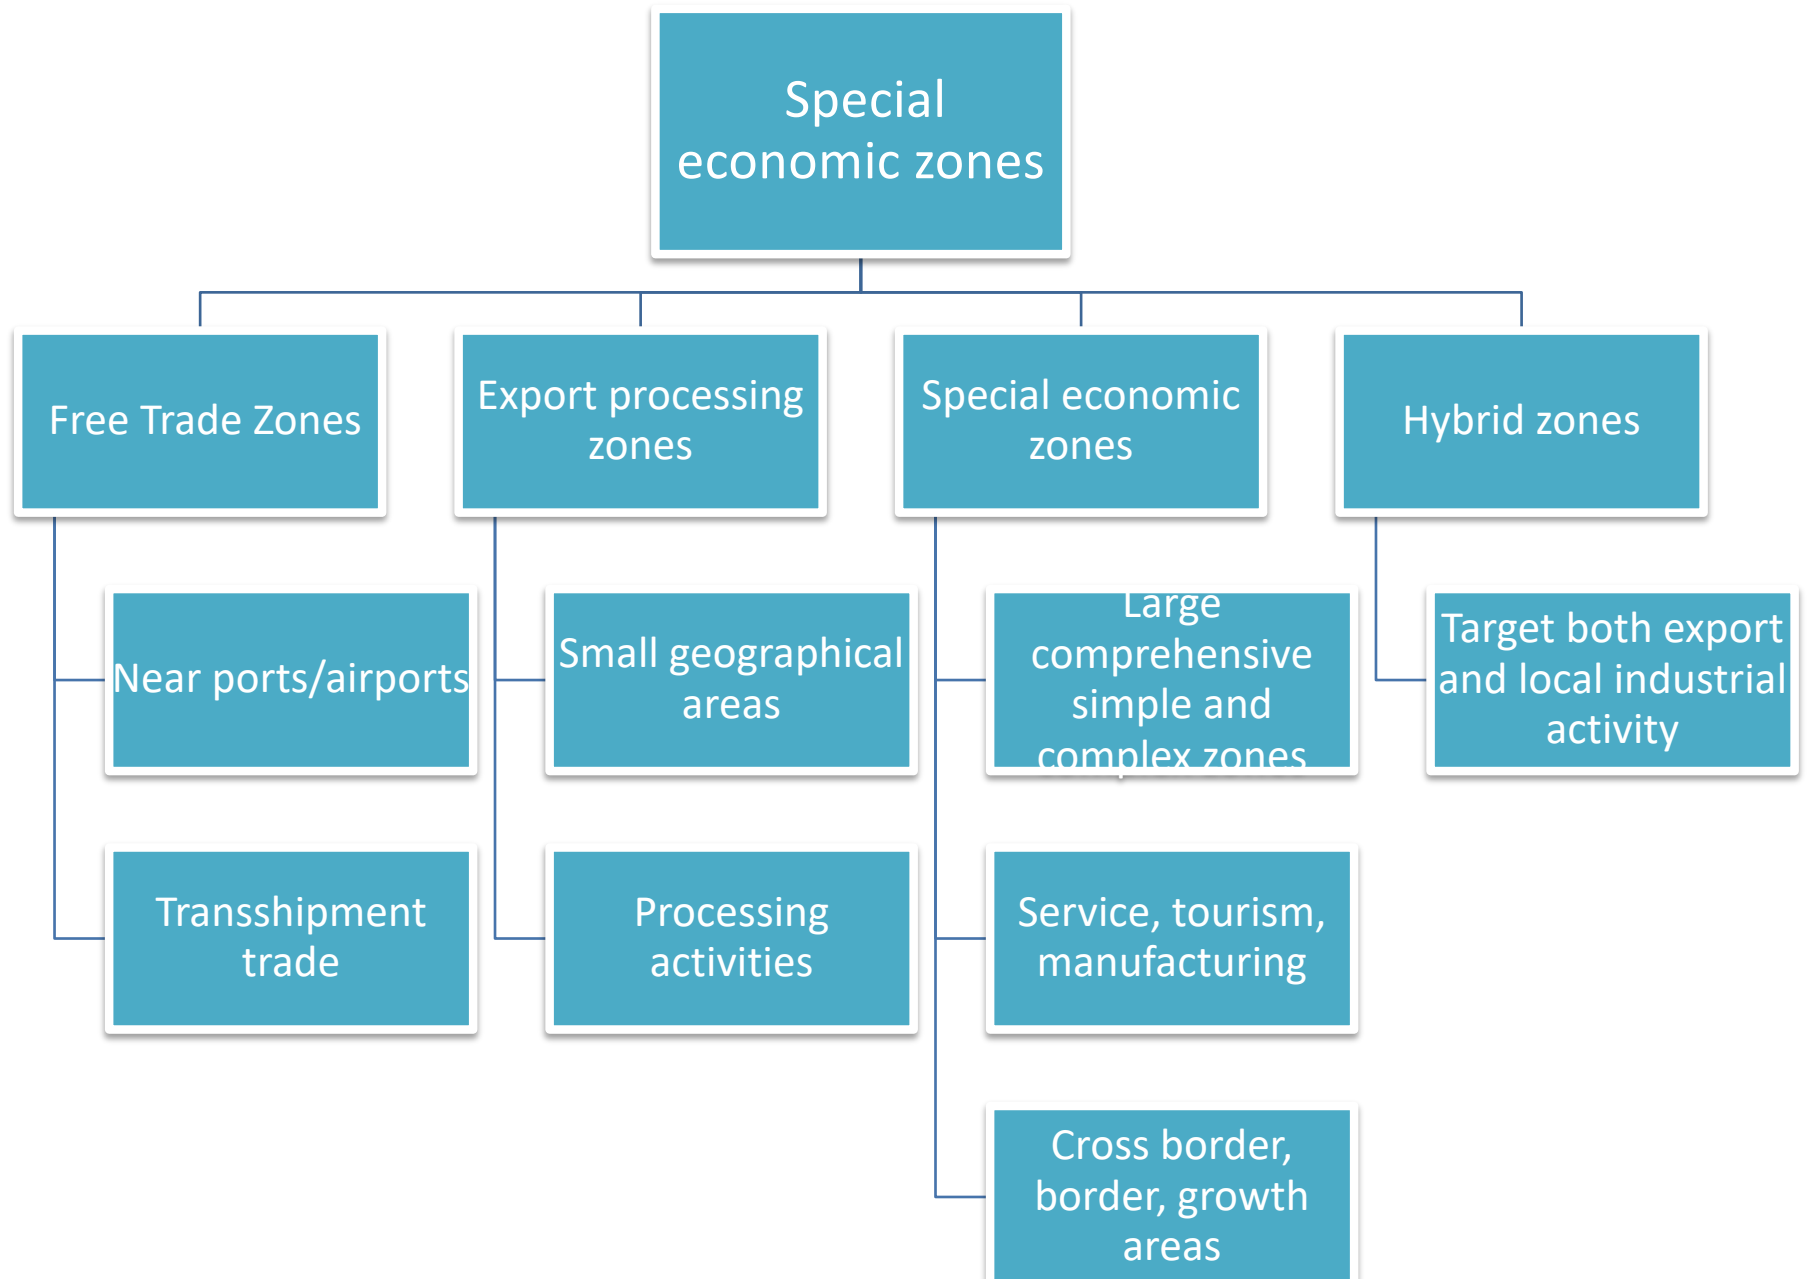 Special
economic zones
Free Trade Zones
Export processing
zones
Special economic
zones
Hybrid zones
Near ports/airports
Transshipment
trade
Small geographical
areas
Processing
activities
Large
comprehensive
simple and
complex zones
Service, tourism,
manufacturing
Cross border,
border, growth
areas
Target both export
and local industrial
activity